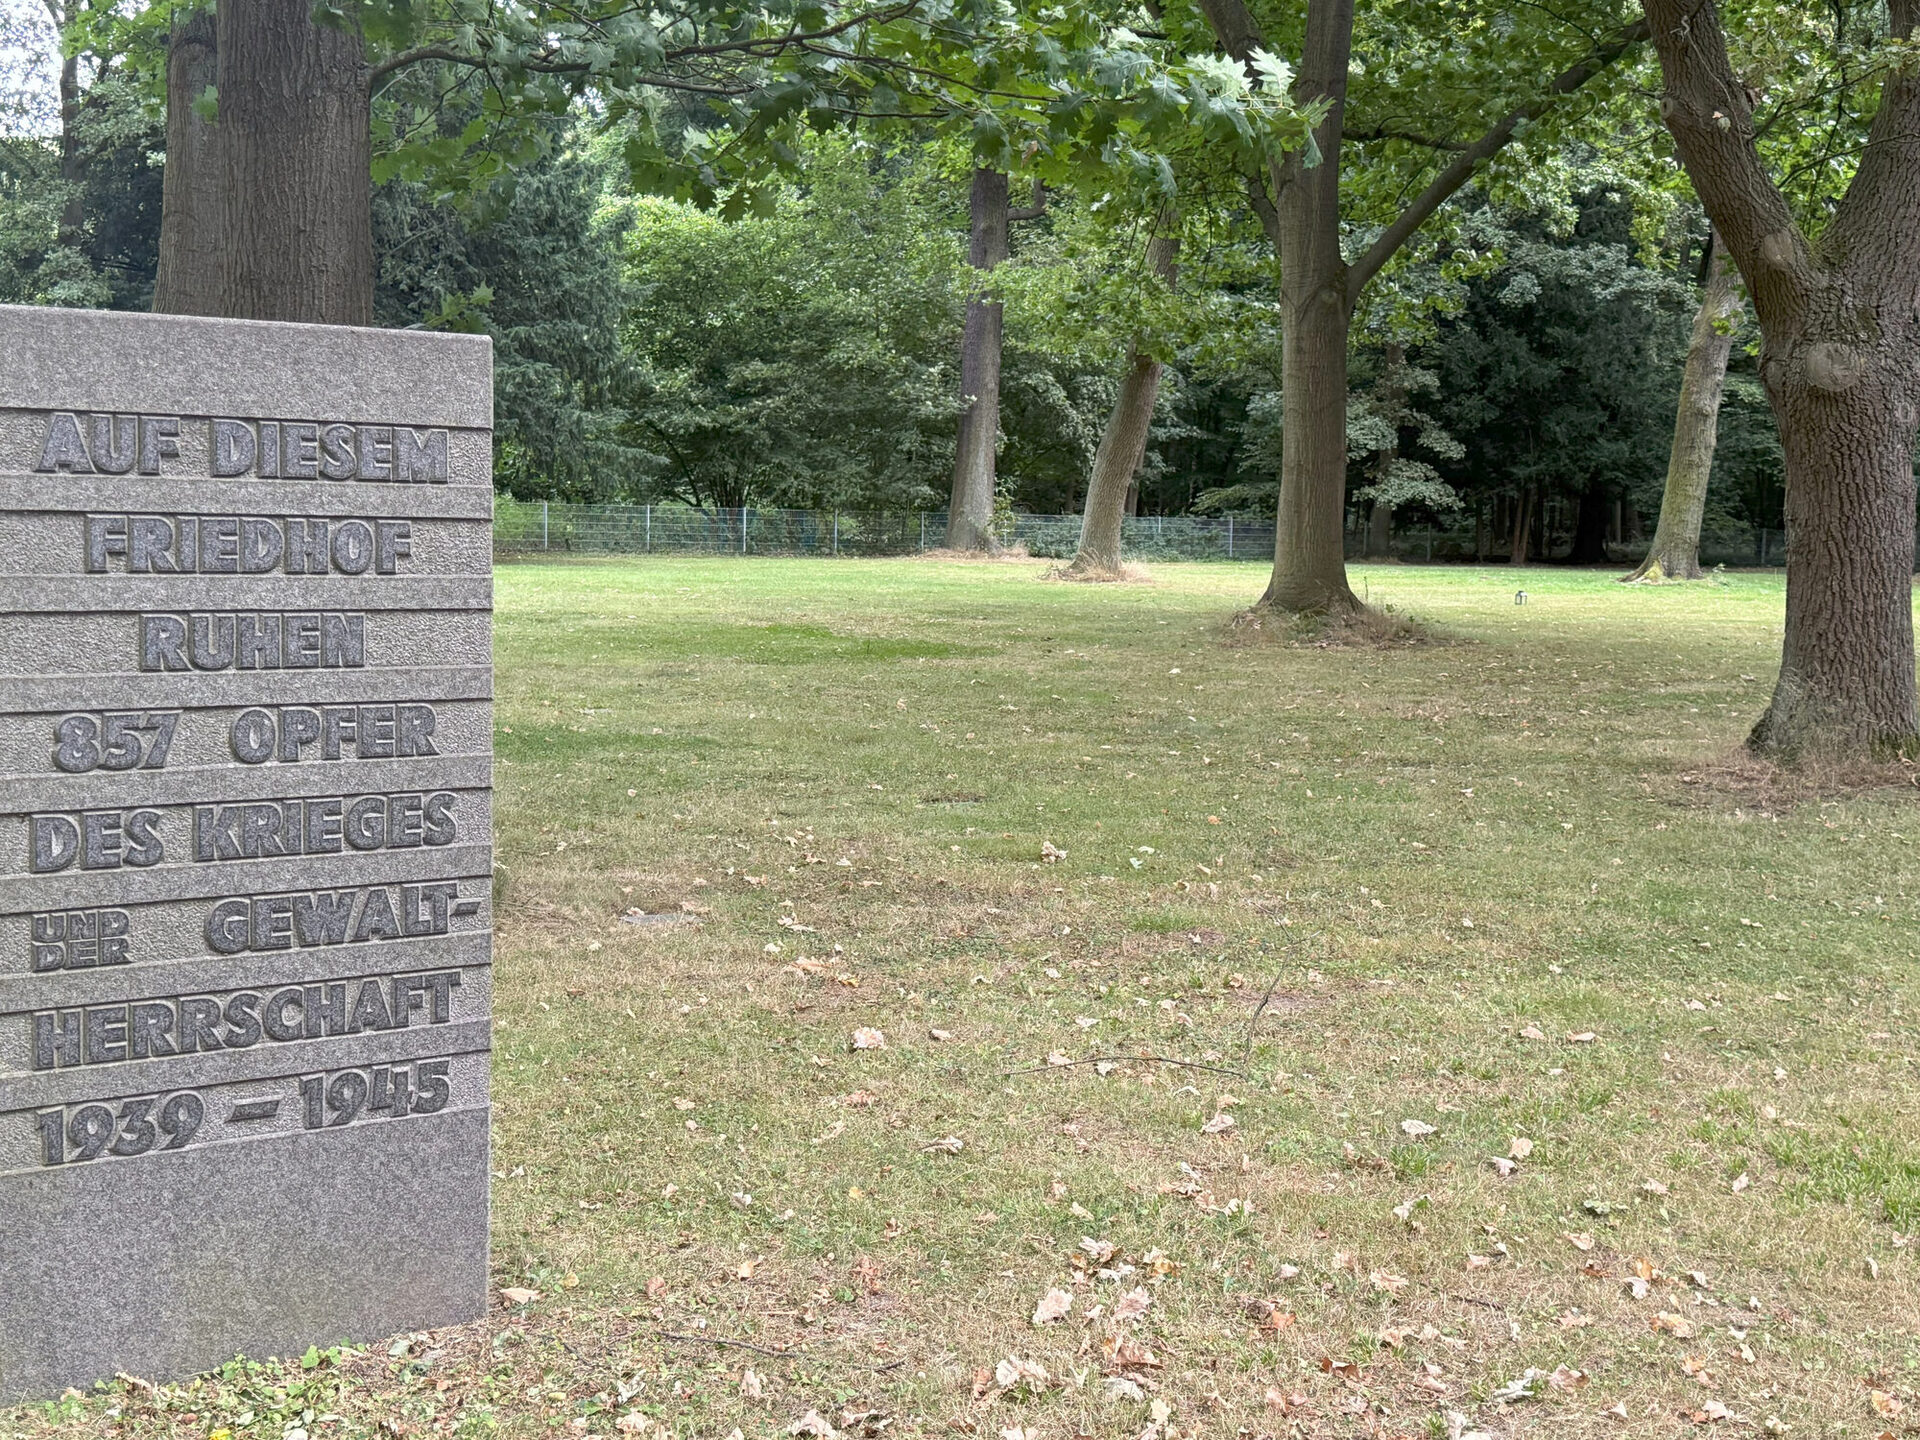 AUF DIESEM
FRIEDHOF
RUHEN
857 OPFER
DES KRIEGES
UND DER GEWALT-
HERRSCHAFT
1939 – 1945